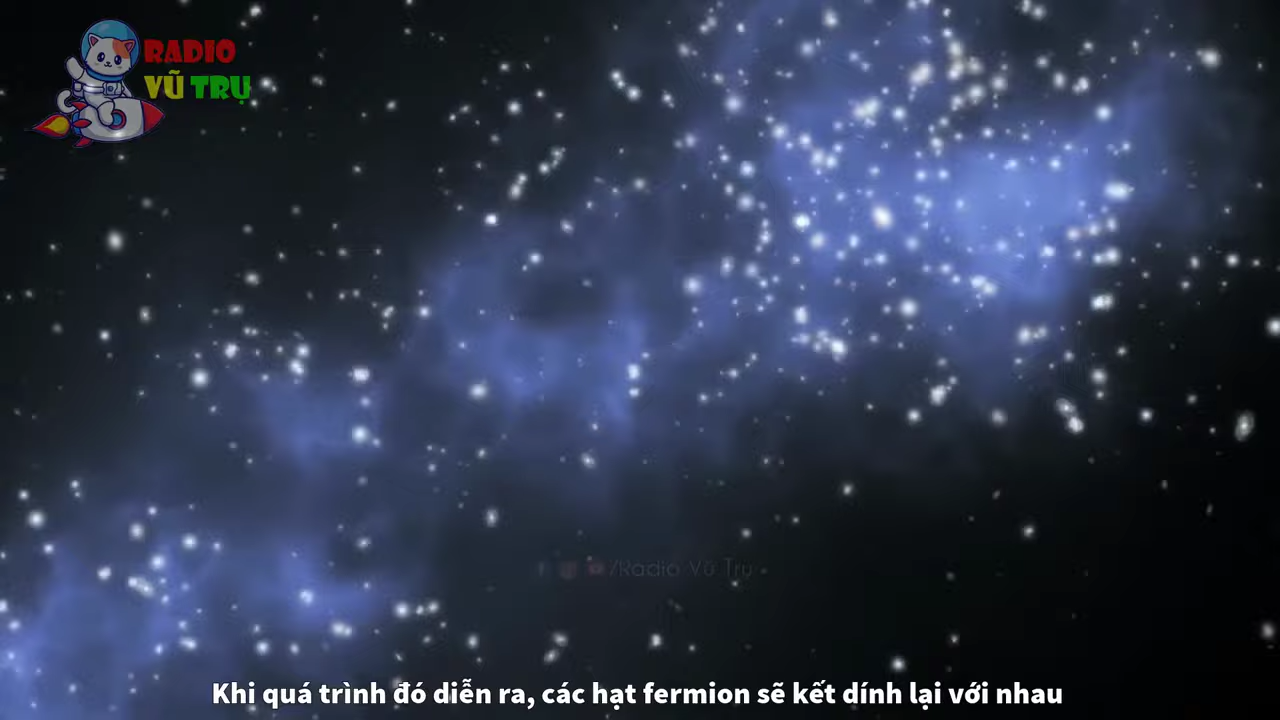 RADIO
VŨ TRỤ
/Radio Vũ Trụ
Khi quá trình đó diễn ra, các hạt fermion sẽ kết dính lại với nhau